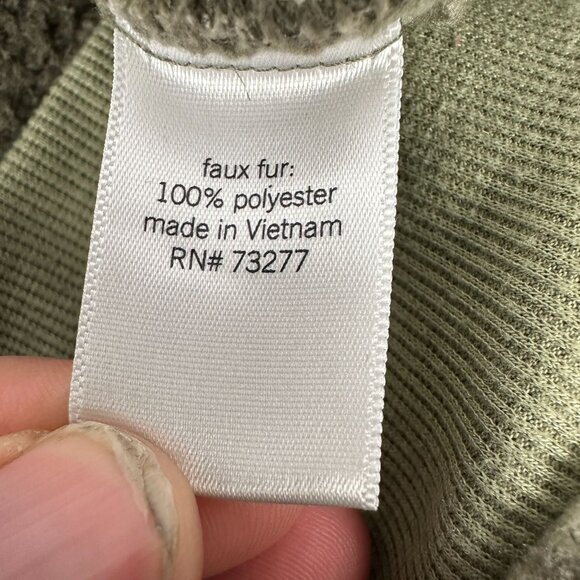 faux fur:
100% polyester
made in Vietnam
RN# 73277